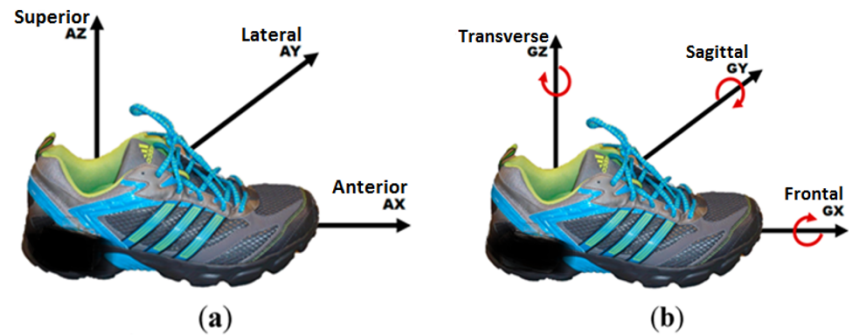 Superior
AZ
Lateral
AY
Anterior
AX
(a)
Transverse
GZ
Sagittal
GY
Frontal
GX
(b)